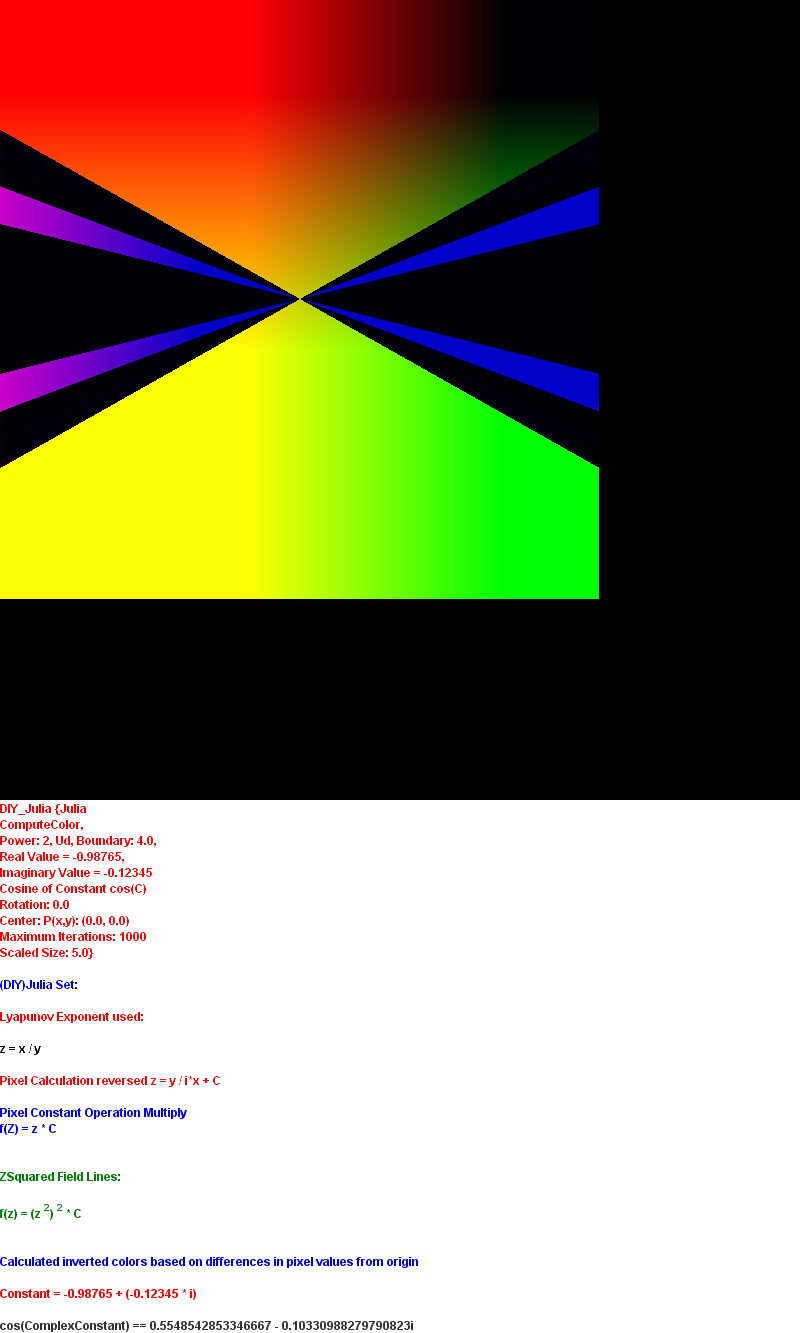 DIY_Julia {Julia
ComputeColor,
Power: 2, Ud, Boundary: 4.0,
Real Value = -0.98765,
Imaginary Value = -0.12345
Cosine of Constant cos(C)
Rotation: 0.0
Center: P(x,y): (0.0, 0.0)
Maximum Iterations: 1000
Scaled Size: 5.0}
(DIY)Julia Set:
Lyapunov Exponent used:
z = x / y
Pixel Calculation reversed z = y / i*x + C
Pixel Constant Operation Multiply
f(Z) = z * C
ZSquared Field Lines:
f(z) = (z 2) 2 * C
Calculated inverted colors based on differences in pixel values from origin
Constant = -0.98765 + (-0.12345 * i)
cos(ComplexConstant) == 0.5548542853346667 - 0.10330988279790823i